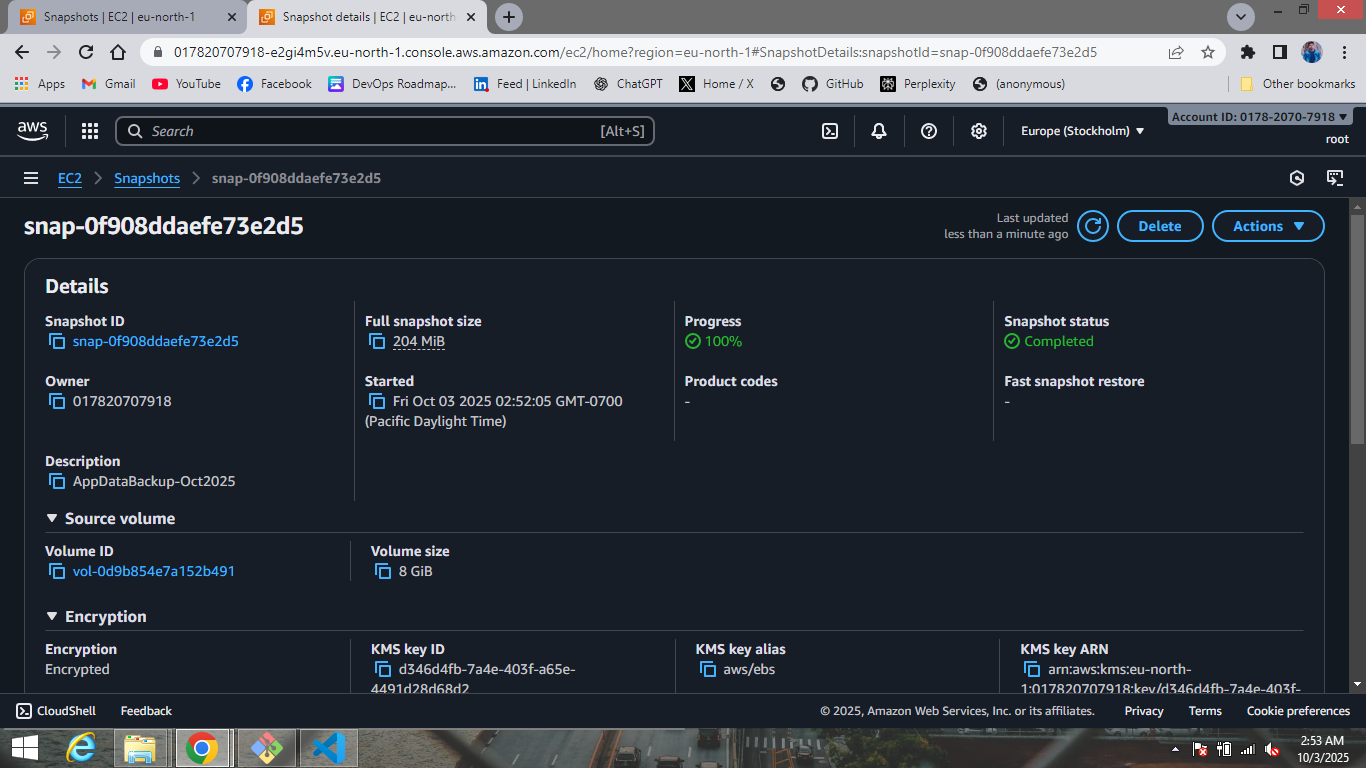 Snapshots | EC2 | eu-north-1
Snapshot details | EC2 | eu-north
017820707918-e2gi4m5v.eu-north-1.console.aws.amazon.com/ec2/home?region=eu-north-1#SnapshotDetails:snapshotId=snap-0f908ddaefe73e2d5
Apps Gmail YouTube Facebook DevOps Roadmap... Feed | LinkedIn ChatGPT Home / X GitHub Perplexity (anonymous) Other bookmarks
aws Search [Alt+S] Europe (Stockholm) Account ID: 0178-2070-7918
root
EC2 Snapshots snap-0f908ddaefe73e2d5
snap-0f908ddaefe73e2d5
Last updated
less than a minute ago
Delete
Actions
Details
Snapshot ID
snap-0f908ddaefe73e2d5
Full snapshot size
204 MiB
Progress
100%
Snapshot status
Completed
Owner
017820707918
Started
Fri Oct 03 2025 02:52:05 GMT-0700
(Pacific Daylight Time)
Product codes
-
Fast snapshot restore
-
Description
AppDataBackup-Oct2025
Source volume
Volume ID
vol-0d9b854e7a152b491
Volume size
8 GiB
Encryption
Encryption
Encrypted
KMS key ID
d346d4fb-7a4e-403f-a65e-
4491d28d68d2
KMS key alias
aws/ebs
KMS key ARN
arn:aws:kms:eu-north-
1:017820707918:key/d346d4fb-7a4e-403f-
CloudShell Feedback © 2025, Amazon Web Services, Inc. or its affiliates. Privacy Terms Cookie preferences
2:53 AM
10/3/2025